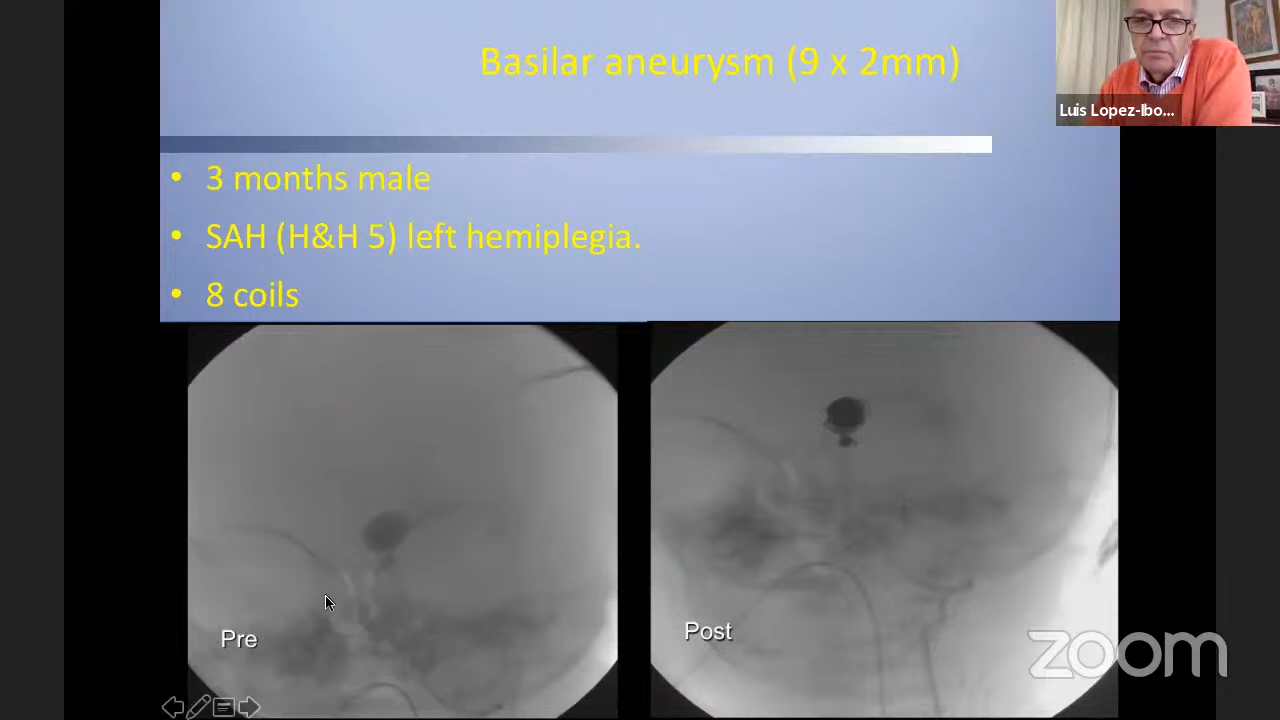 Basilar aneurysm (9 x 2mm)
Luis Lopez-Ibo...
• 3 months male
• SAH (H&H 5) left hemiplegia.
• 8 coils
Pre
Post
zoom